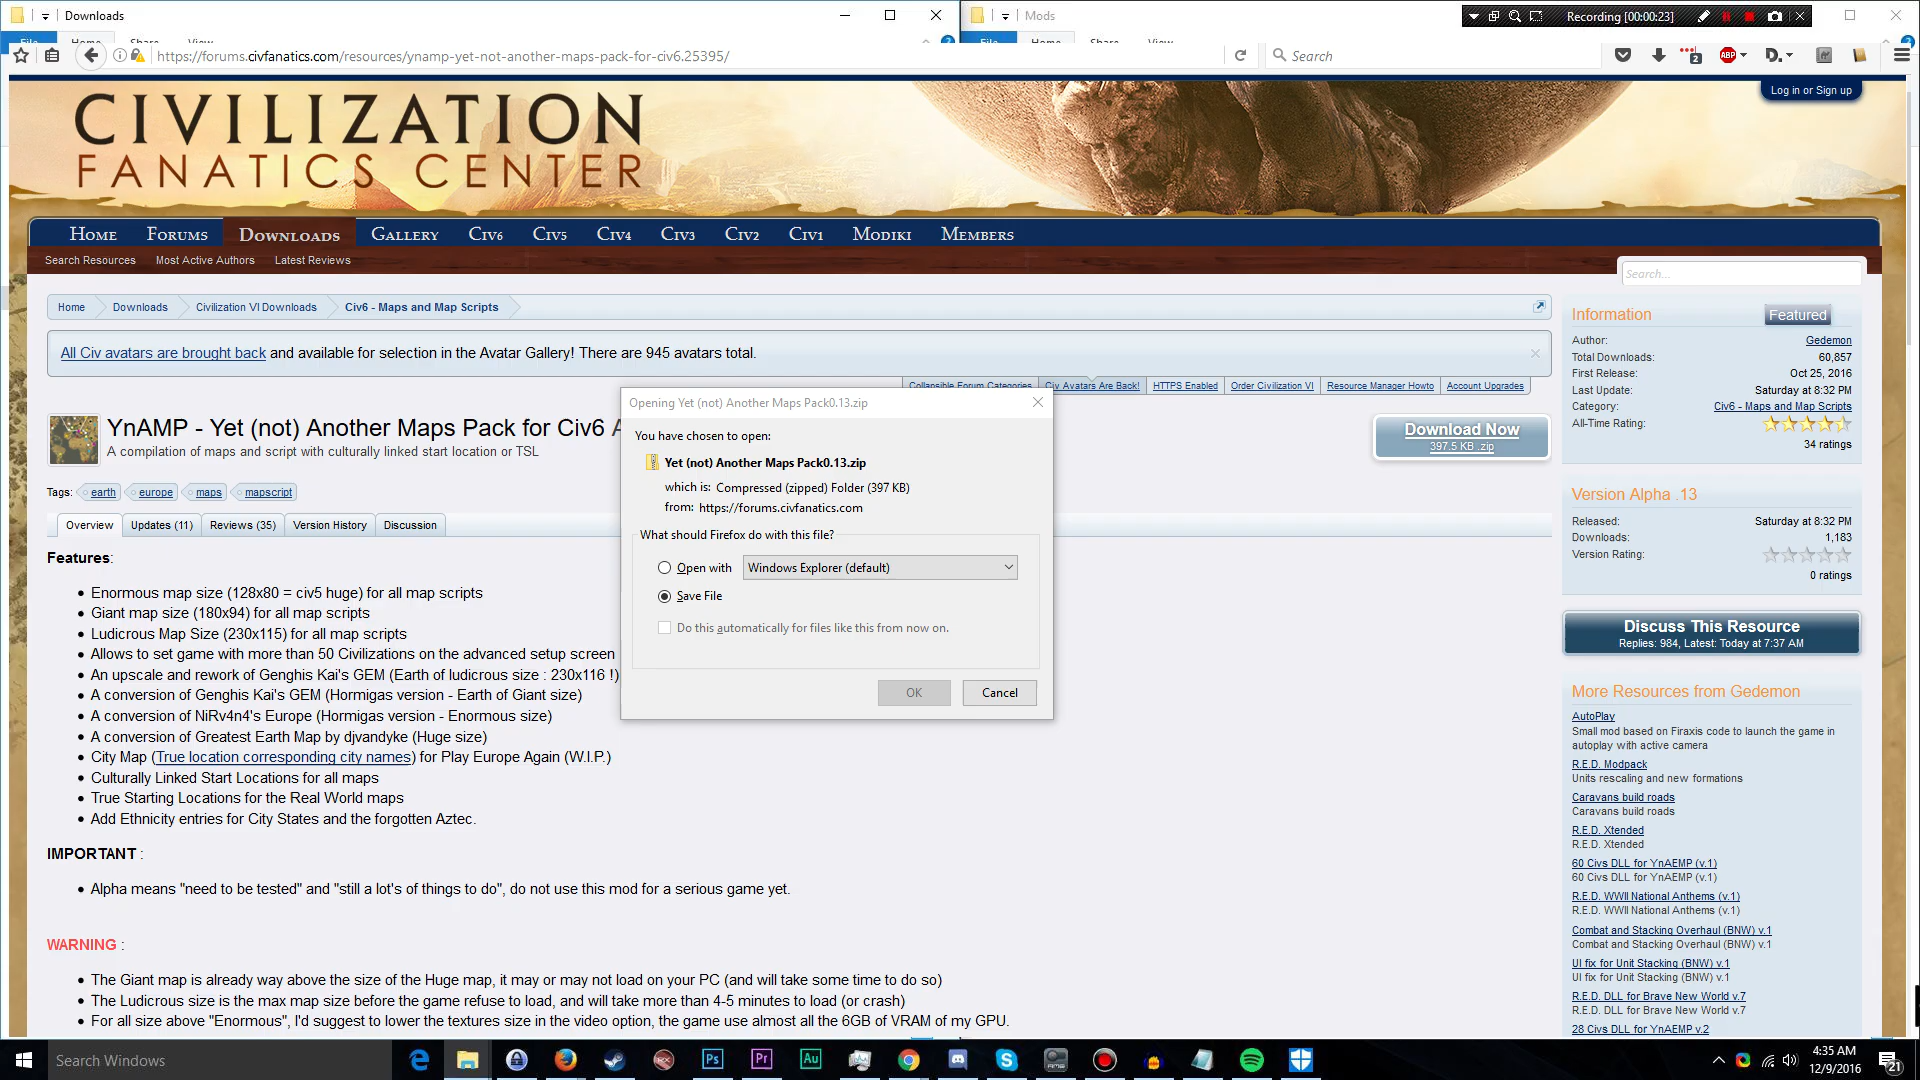 Downloads
Mods
Recording [00:00:23]
File Home Share View
File Home Share View
https://forums.civfanatics.com/resources/ynamp-yet-not-another-maps-pack-for-civ6.25395/
Search
2
ABP
D.
Log in or Sign up
CIVILIZATION
FANATICS CENTER
Home Forums Downloads Gallery Civ6 Civ5 Civ4 Civ3 Civ2 Civ1 Modiki Members
Search Resources Most Active Authors Latest Reviews
Search...
Home Downloads Civilization VI Downloads Civ6 - Maps and Map Scripts
All Civ avatars are brought back and available for selection in the Avatar Gallery! There are 945 avatars total.
Collapsible Forum Categories Civ Avatars Are Back! HTTPS Enabled Order Civilization VI Resource Manager Howto Account Upgrades
YnAMP - Yet (not) Another Maps Pack for Civ6
A compilation of maps and script with culturally linked start location or TSL
Download Now
397.5 KB .zip
Tags: earth europe maps mapscript
Overview Updates (11) Reviews (35) Version History Discussion
Features:
Enormous map size (128x80 = civ5 huge) for all map scripts
Giant map size (180x94) for all map scripts
Ludicrous Map Size (230x115) for all map scripts
Allows to set game with more than 50 Civilizations on the advanced setup screen
An upscale and rework of Genghis Kai's GEM (Earth of ludicrous size : 230x116 !)
A conversion of Genghis Kai's GEM (Hormigas version - Earth of Giant size)
A conversion of NiRv4n4's Europe (Hormigas version - Enormous size)
A conversion of Greatest Earth Map by djvandyke (Huge size)
City Map (True location corresponding city names) for Play Europe Again (W.I.P.)
Culturally Linked Start Locations for all maps
True Starting Locations for the Real World maps
Add Ethnicity entries for City States and the forgotten Aztec.
IMPORTANT :
Alpha means "need to be tested" and "still a lot's of things to do", do not use this mod for a serious game yet.
WARNING :
The Giant map is already way above the size of the Huge map, it may or may not load on your PC (and will take some time to do so)
The Ludicrous size is the max map size before the game refuse to load, and will take more than 4-5 minutes to load (or crash)
For all size above "Enormous", I'd suggest to lower the textures size in the video option, the game use almost all the 6GB of VRAM of my GPU.
Opening Yet (not) Another Maps Pack0.13.zip
You have chosen to open:
Yet (not) Another Maps Pack0.13.zip
which is: Compressed (zipped) Folder (397 KB)
from: https://forums.civfanatics.com
What should Firefox do with this file?
Open with Windows Explorer (default)
Save File
Do this automatically for files like this from now on.
OK Cancel
Information Featured
Author: Gedemon
Total Downloads: 60,857
First Release: Oct 25, 2016
Last Update: Saturday at 8:32 PM
Category: Civ6 - Maps and Map Scripts
All-Time Rating:
34 ratings
Version Alpha .13
Released: Saturday at 8:32 PM
Downloads: 1,183
Version Rating:
0 ratings
Discuss This Resource
Replies: 984, Latest: Today at 7:37 AM
More Resources from Gedemon
AutoPlay
Small mod based on Firaxis code to launch the game in
autoplay with active camera
R.E.D. Modpack
Units rescaling and new formations
Caravans build roads
Caravans build roads
R.E.D. Xtended
R.E.D. Xtended
60 Civs DLL for YnAEMP (v.1)
60 Civs DLL for YnAEMP (v.1)
R.E.D. WWII National Anthems (v.1)
R.E.D. WWII National Anthems (v.1)
Combat and Stacking Overhaul (BNW) v.1
Combat and Stacking Overhaul (BNW) v.1
UI fix for Unit Stacking (BNW) v.1
UI fix for Unit Stacking (BNW) v.1
R.E.D. DLL for Brave New World v.7
R.E.D. DLL for Brave New World v.7
28 Civs DLL for YnAEMP v.2
Search Windows
Ps
Pr
Au
4:35 AM
12/9/2016
21